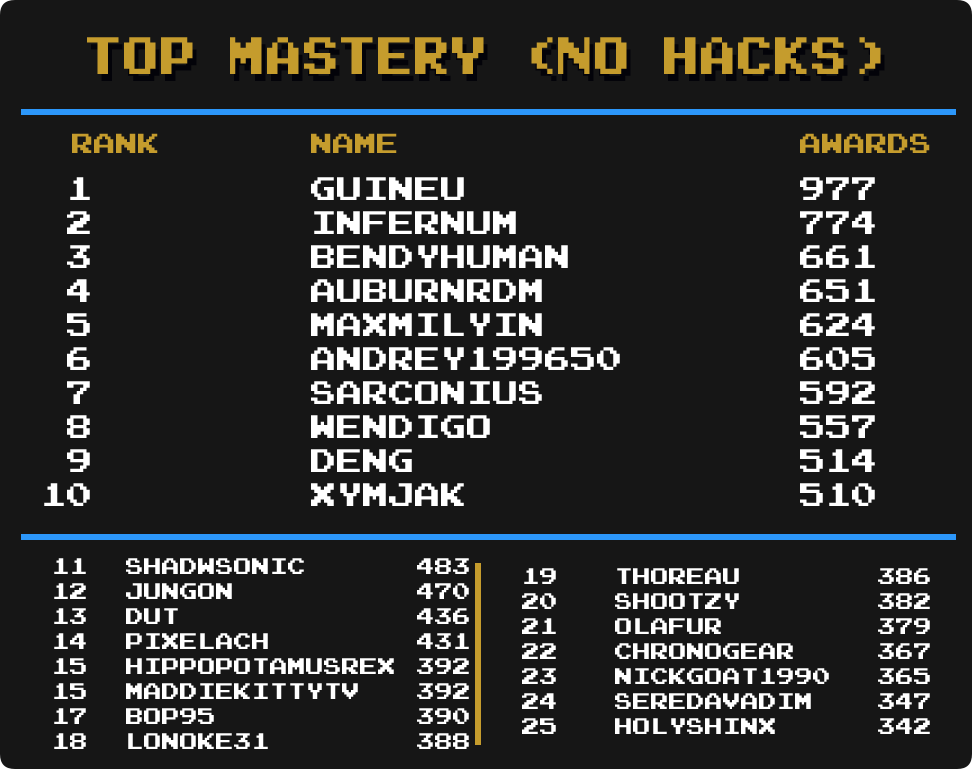 TOP MASTERY (NO HACKS)
RANK NAME AWARDS
1 GUINEU 977
2 INFERNUM 774
3 BENDYHUMAN 661
4 AUBURNRDM 651
5 MAXMILYIN 624
6 ANDREY199650 605
7 SARCONIUS 592
8 WENDIGO 557
9 DENG 514
10 XYMJAK 510
11 SHADWSONIC 483
12 JUNGON 470
13 DUT 436
14 PIXELACH 431
15 HIPPOPOTAMUSREX 392
15 MADDIEKITTYTV 392
17 BOP95 390
18 LONOKE31 388
19 THOREAU 386
20 SHOOTZY 382
21 OLAFUR 379
22 CHRONOGEAR 367
23 NICKGOAT1990 365
24 SEREDAVADIM 347
25 HOLYSHINX 342